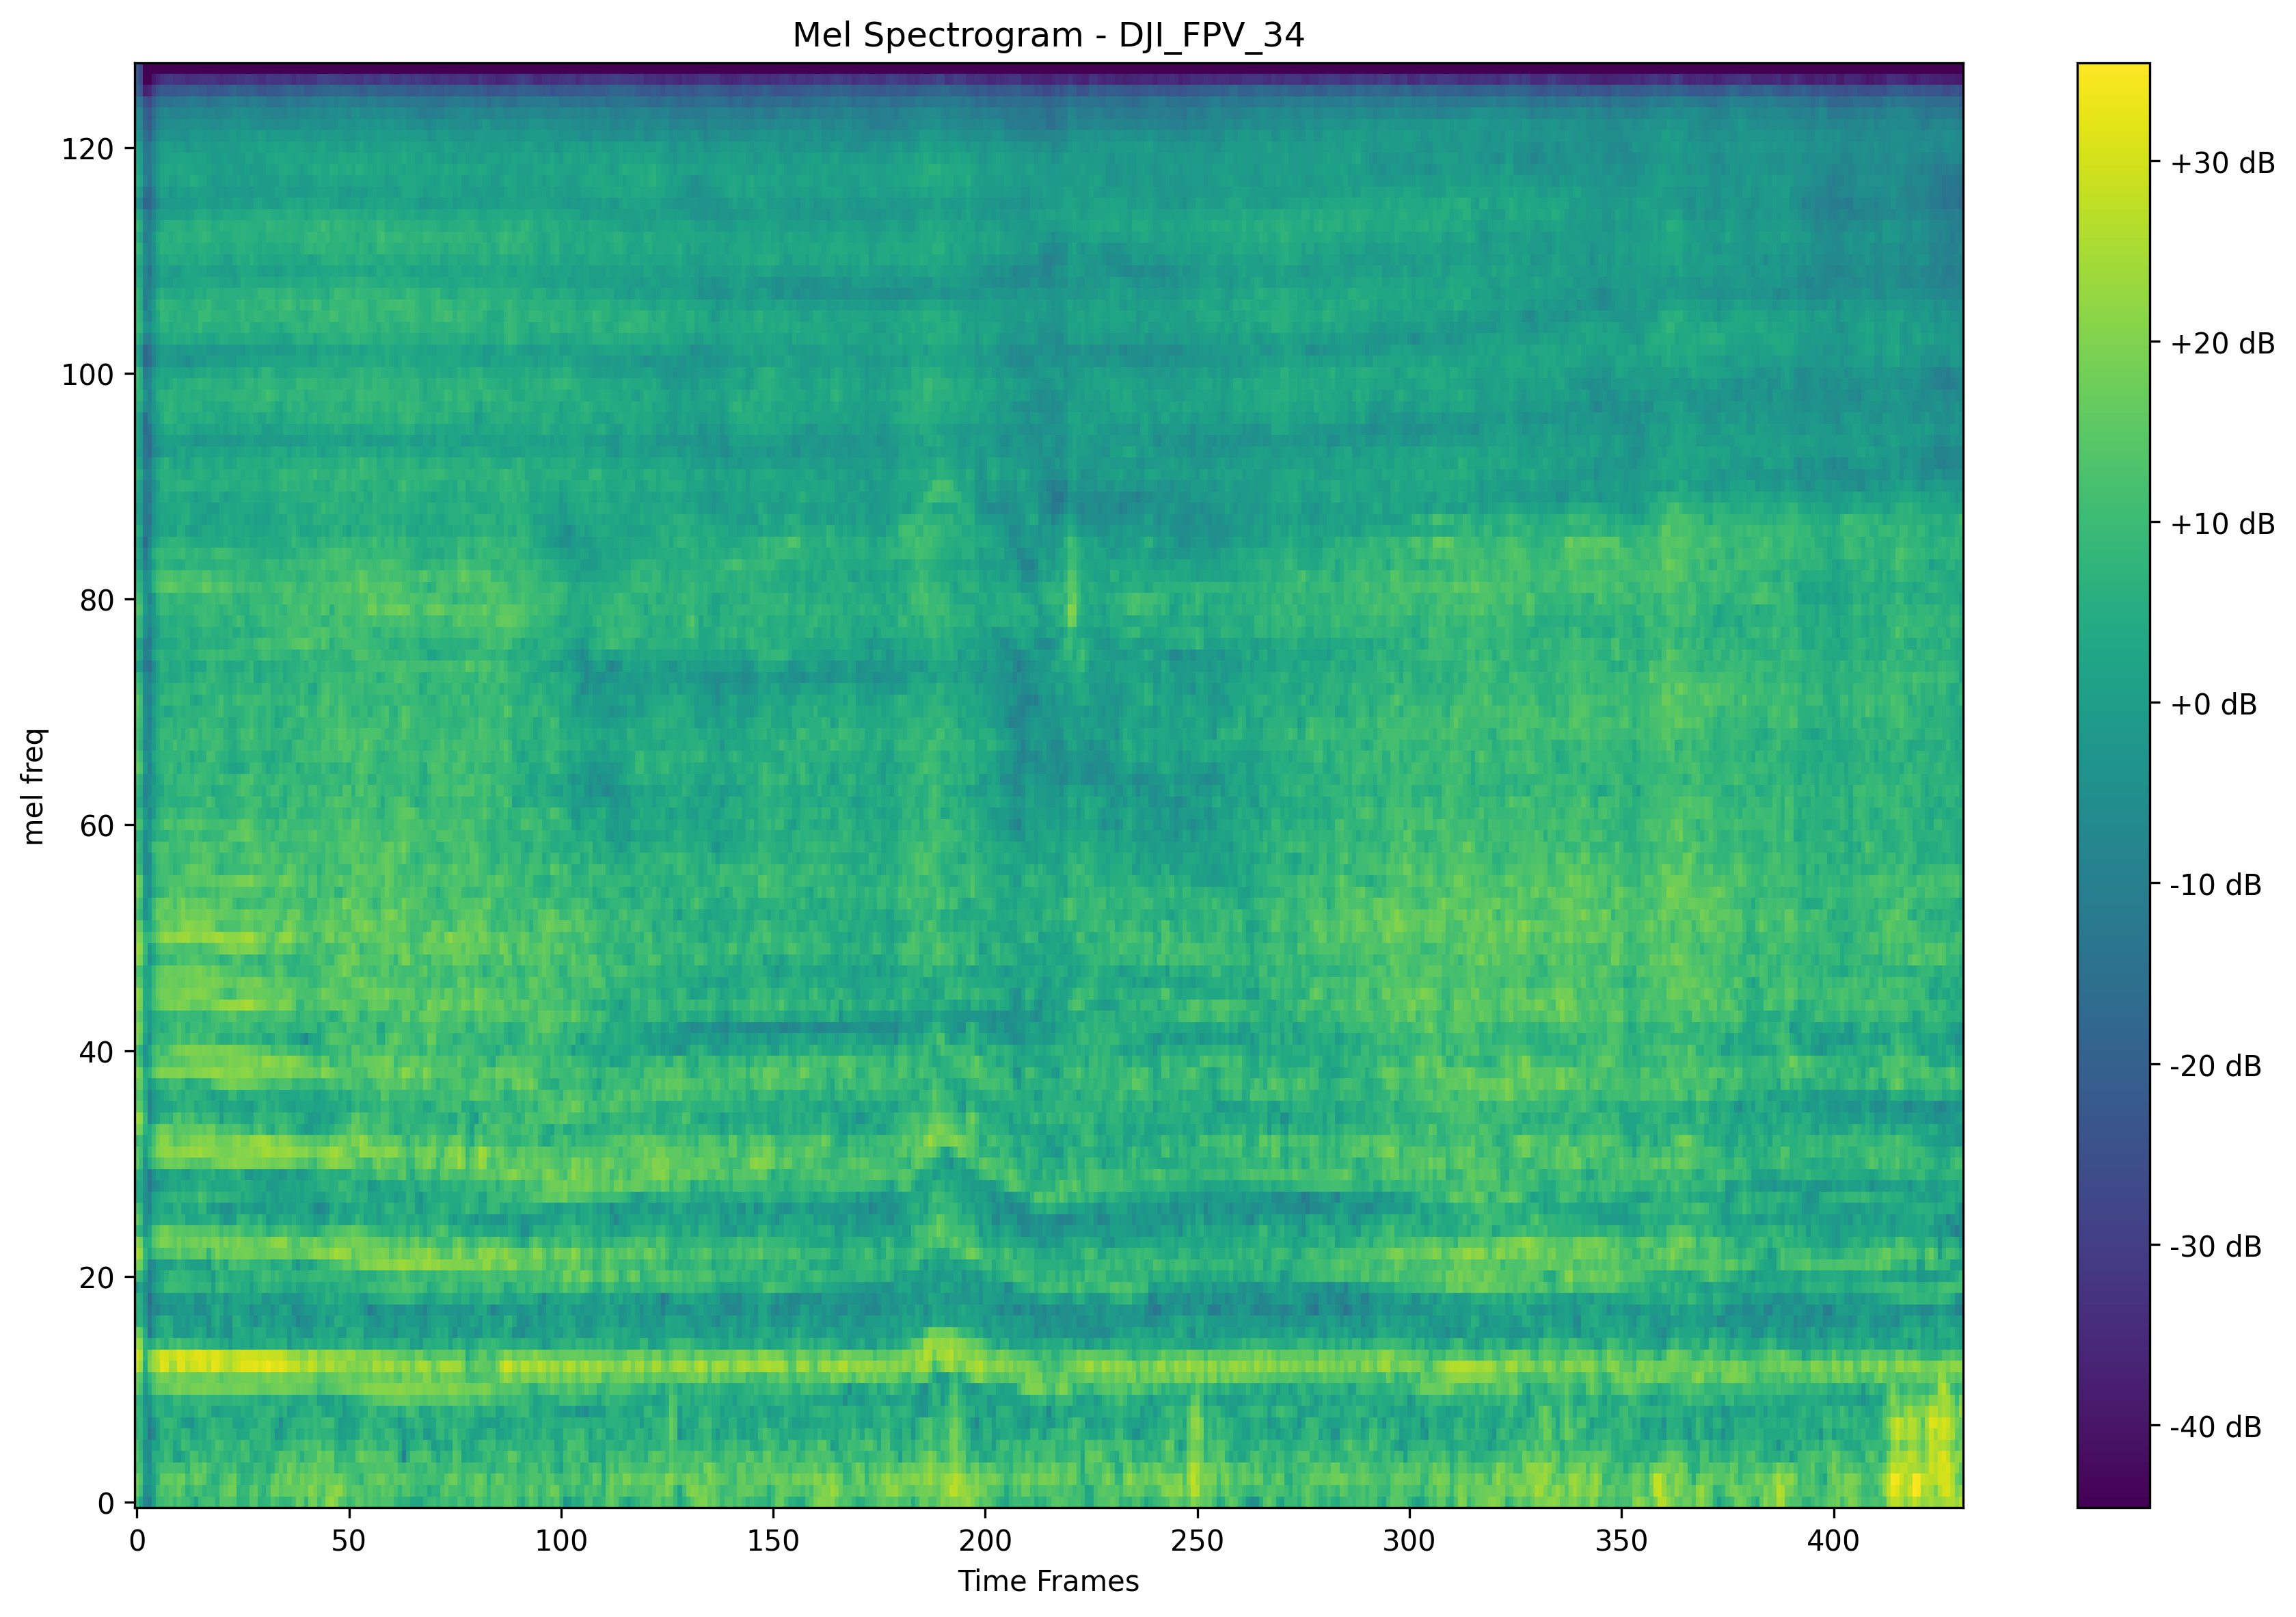 Mel Spectrogram - DJI_FPV_34
mel freq
120
100
80
60
40
20
0
0 50 100 150 200 250 300 350 400
Time Frames
+30 dB
+20 dB
+10 dB
+0 dB
-10 dB
-20 dB
-30 dB
-40 dB